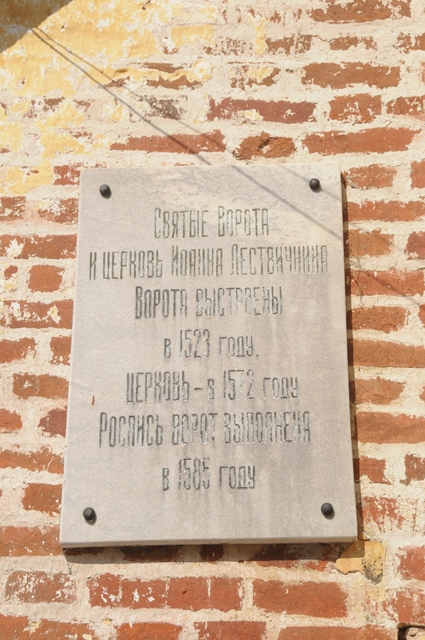 Святые Ворота
и церковь Иоанна Лествичника
Ворота выстроены
в 1523 году,
церковь – в 1572 году
Роспись ворот выполнена
в 1585 году